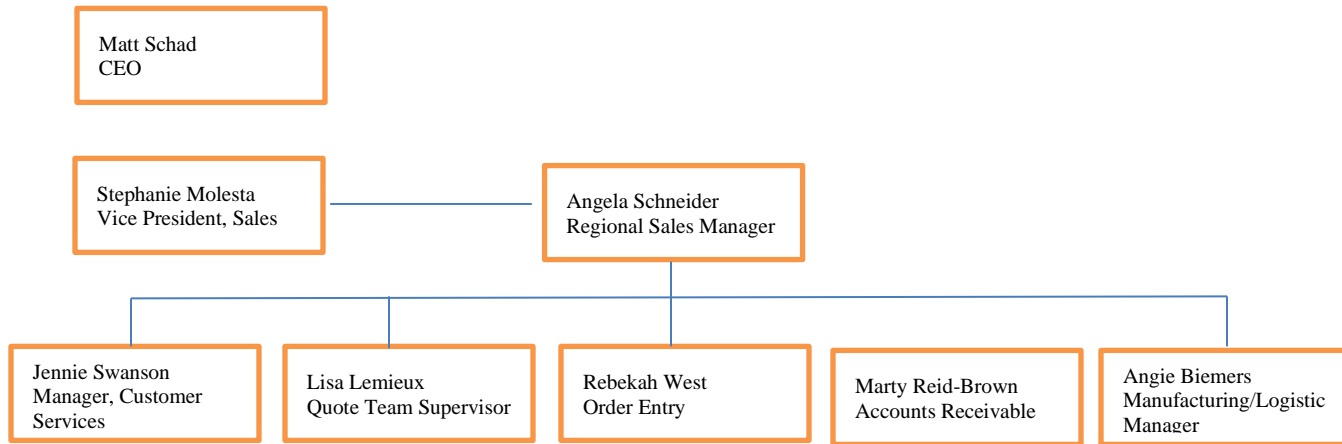 Matt Schad
CEO
Stephanie Molesta
Vice President, Sales
Angela Schneider
Regional Sales Manager
Jennie Swanson
Manager, Customer
Services
Lisa Lemieux
Quote Team Supervisor
Rebekah West
Order Entry
Marty Reid-Brown
Accounts Receivable
Angie Biemers
Manufacturing/Logistic
Manager